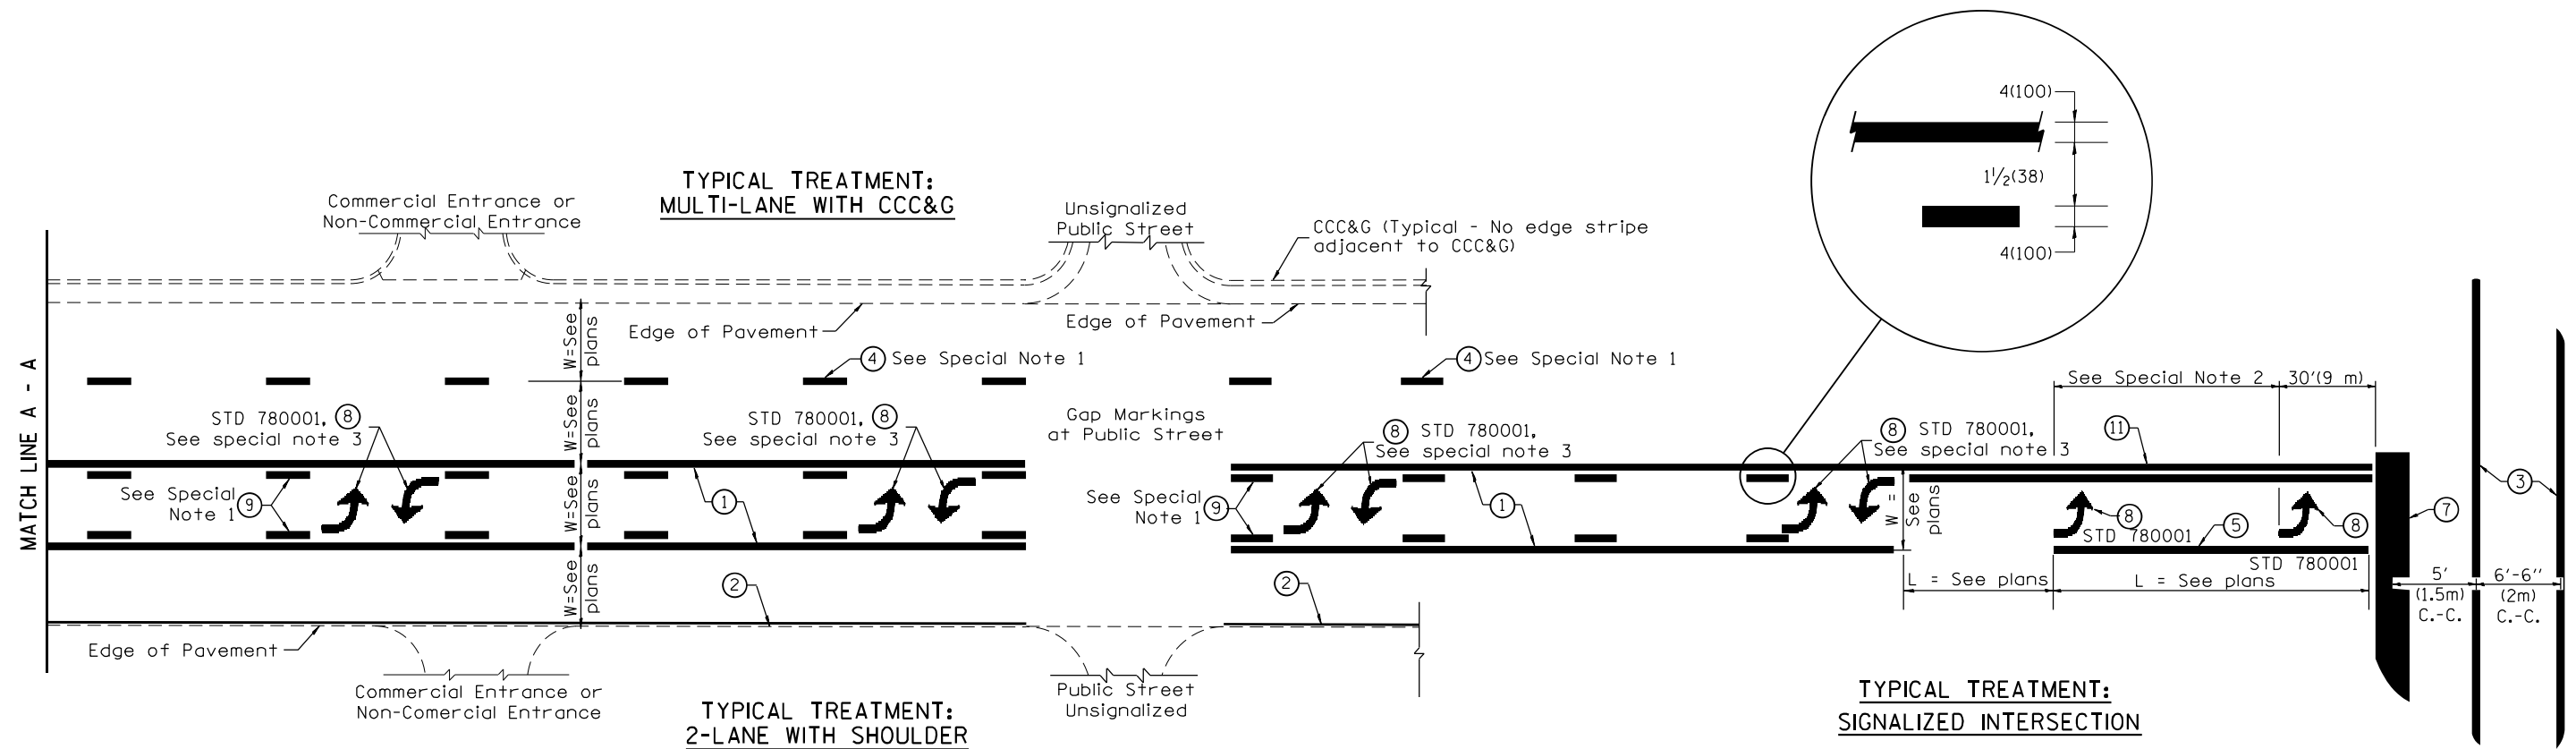 TYPICAL TREATMENT:
MULTI-LANE WITH CCC&G
Commercial Entrance or
Non-Commercial Entrance
Unsignalized
Public Street
CCC&G (Typical - No edge stripe
adjacent to CCC&G)
4(100)
1½(38)
4(100)
Edge of Pavement
Edge of Pavement
W=See
plans
4 See Special Note 1
4 See Special Note 1
See Special Note 2
30'(9 m)
MATCH LINE A - A
STD 780001, 8
See special note 3
W=See
plans
STD 780001, 8
See special note 3
Gap Markings
at Public Street
8 STD 780001,
See special note 3
8 STD 780001,
See special note 3
11
See Special
Note 1 9
1
W=See
plans
See Special
Note 1 9
1
W =
See
plans
8
STD 780001
5
8
STD 780001
7
3
2
W=See
plans
2
L = See plans
L = See plans
5'
(1.5m)
C.-C.
6'-6"
(2m)
C.-C.
Edge of Pavement
Commercial Entrance or
Non-Comercial Entrance
Public Street
Unsignalized
TYPICAL TREATMENT:
2-LANE WITH SHOULDER
TYPICAL TREATMENT:
SIGNALIZED INTERSECTION